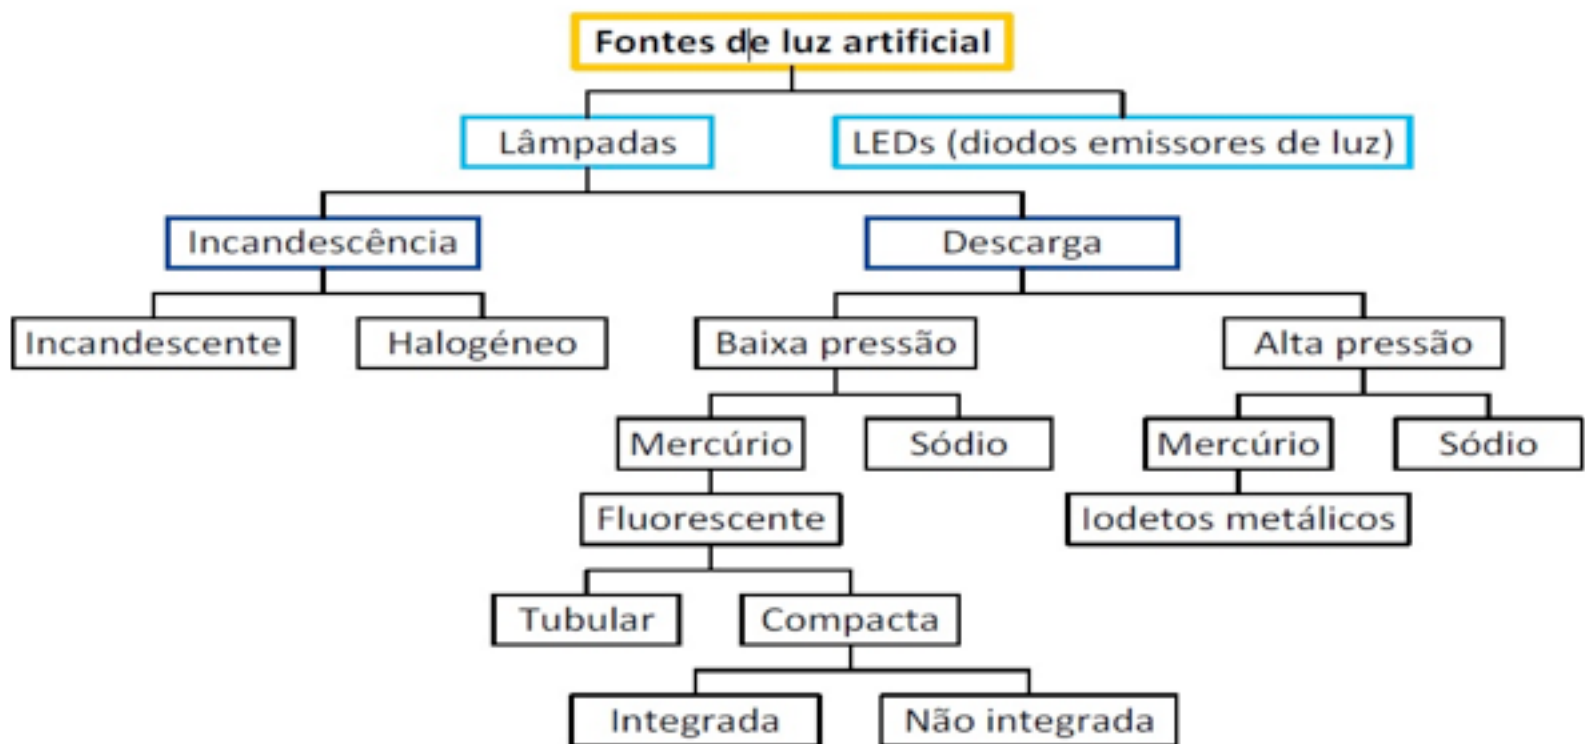 Fontes de luz artificial
Lâmpadas
LEDs (diodos emissores de luz)
Incandescência
Descarga
Incandescente
Halogéneo
Baixa pressão
Alta pressão
Mercúrio
Sódio
Mercúrio
Sódio
Fluorescente
Iodetos metálicos
Tubular
Compacta
Integrada
Não integrada